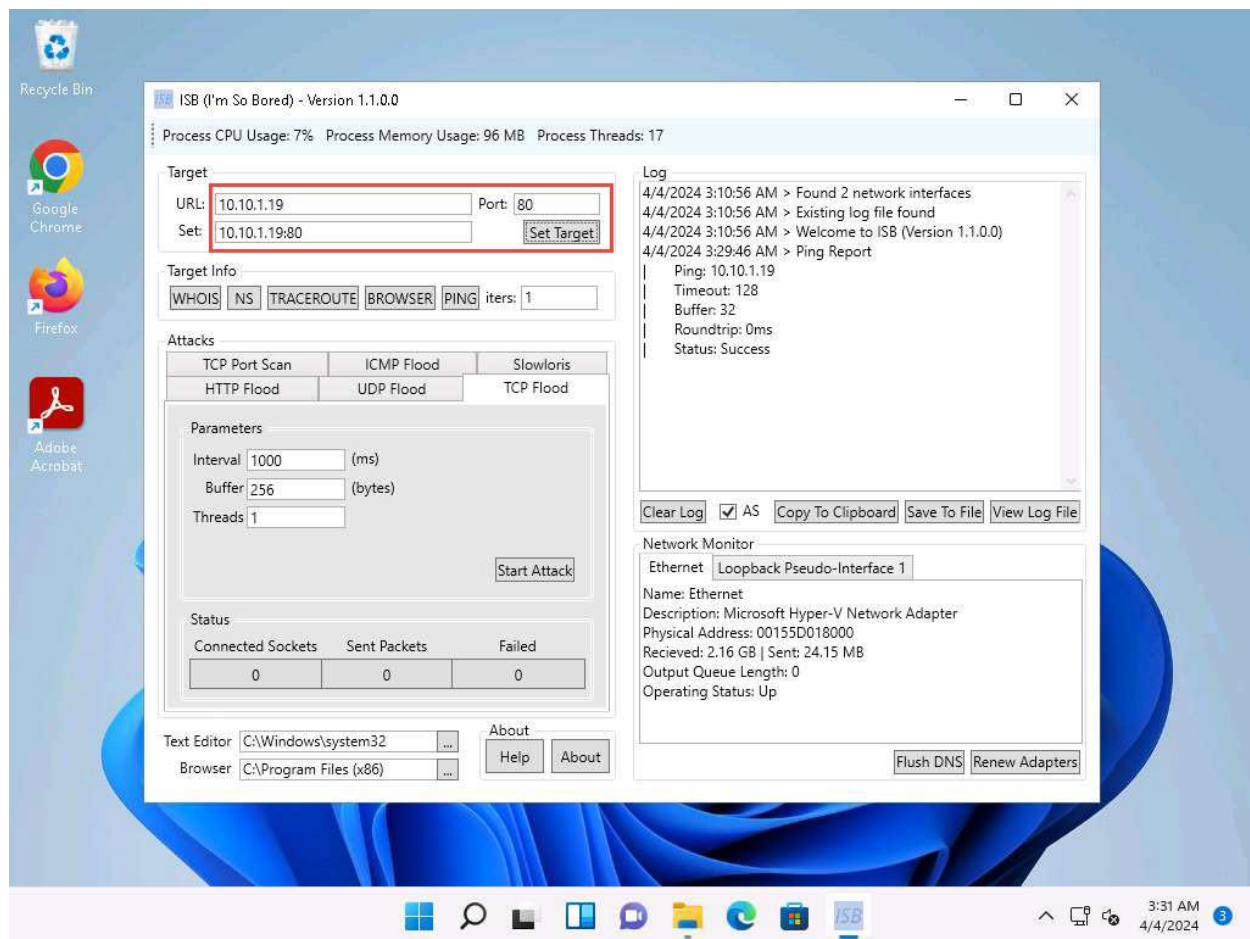 Recycle Bin
Google
Chrome
Firefox
Adobe
Acrobat
ISB ISB (I'm So Bored) - Version 1.1.0.0
Process CPU Usage: 7% Process Memory Usage: 96 MB Process Threads: 17
Target
URL: 10.10.1.19 Port: 80
Set: 10.10.1.19:80 Set Target
Target Info
WHOIS NS TRACEROUTE BROWSER PING iters: 1
Attacks
TCP Port Scan ICMP Flood Slowloris
HTTP Flood UDP Flood TCP Flood
Parameters
Interval 1000 (ms)
Buffer 256 (bytes)
Threads 1
Start Attack
Status
Connected Sockets Sent Packets Failed
0 0 0
Text Editor C:\Windows\system32 ...
Browser C:\Program Files (x86) ...
About
Help About
Log
4/4/2024 3:10:56 AM > Found 2 network interfaces
4/4/2024 3:10:56 AM > Existing log file found
4/4/2024 3:10:56 AM > Welcome to ISB (Version 1.1.0.0)
4/4/2024 3:29:46 AM > Ping Report
| Ping: 10.10.1.19
| Timeout: 128
| Buffer: 32
| Roundtrip: 0ms
| Status: Success
Clear Log AS Copy To Clipboard Save To File View Log File
Network Monitor
Ethernet Loopback Pseudo-Interface 1
Name: Ethernet
Description: Microsoft Hyper-V Network Adapter
Physical Address: 00155D018000
Recieved: 2.16 GB | Sent: 24.15 MB
Output Queue Length: 0
Operating Status: Up
Flush DNS Renew Adapters
ISB
3:31 AM
4/4/2024 3